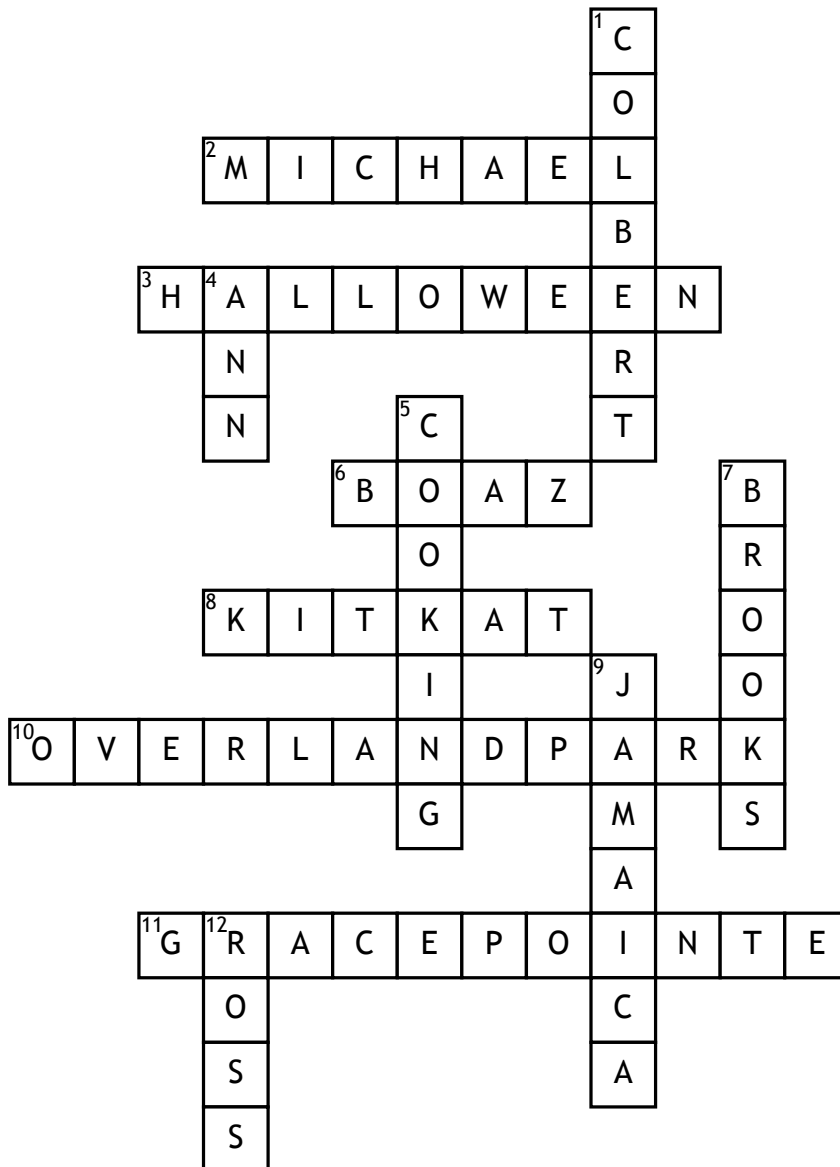 1 C
O
2 M I C H A E L
B
3 H 4 A L L O W E E N
N R
N 5 C T
6 B O A Z 7 B
O R
8 K I T K A T O
I 9 J O
10 O V E R L A N D P A R K
G M S
A
11 G 12 R A C E P O I N T E
O C
S A
S